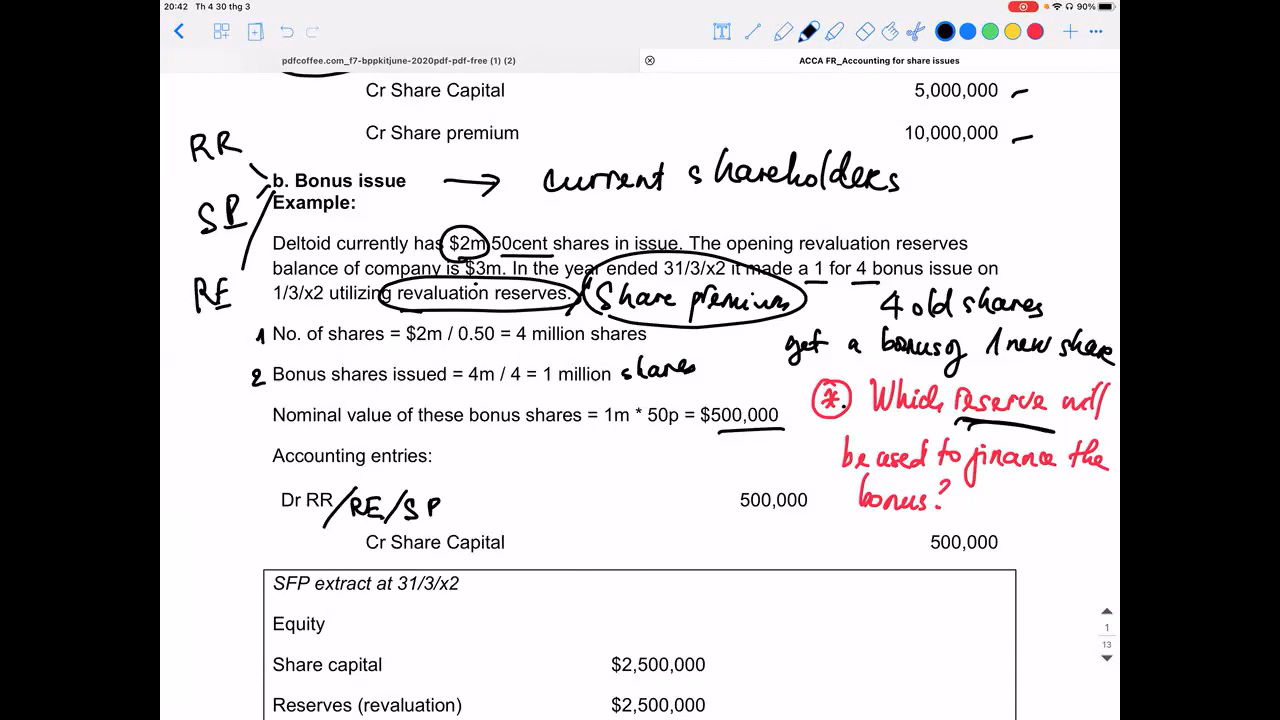 20:42 Th 4 30 thg 3
90%
pdfcoffee.com_f7-bppkitjune-2020pdf-pdf-free (1) (2)
ACCA FR_Accounting for share issues
Cr Share Capital 5,000,000
Cr Share premium 10,000,000
RR
b. Bonus issue → current shareholders
Example:
SP
Deltoid currently has $2m 50cent shares in issue. The opening revaluation reserves
balance of company is $3m. In the year ended 31/3/x2 it made a 1 for 4 bonus issue on
RE
1/3/x2 utilizing revaluation reserves. Share premium
4 old shares
get a bonus of 1 new share
1 No. of shares = $2m / 0.50 = 4 million shares
2 Bonus shares issued = 4m / 4 = 1 million shares
Nominal value of these bonus shares = 1m * 50p = $500,000
* Which reserve will
be used to finance the
bonus?
Accounting entries:
Dr RR/RE/SP 500,000
Cr Share Capital 500,000
SFP extract at 31/3/x2
Equity
Share capital $2,500,000
Reserves (revaluation) $2,500,000
1
13